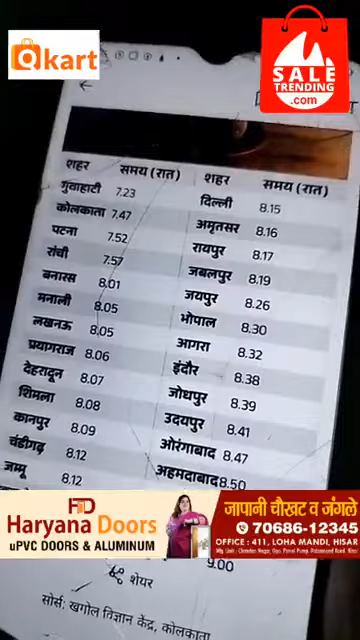 Qkart
SALE
TRENDING
.com
शहर समय (रात) शहर समय (रात)
गुवाहाटी 7.23 दिल्ली 8.15
कोलकाता 7.47 अमृतसर 8.16
पटना 7.52 रायपुर 8.17
रांची 7.57 जबलपुर 8.19
बनारस 8.01 जयपुर 8.26
मनाली 8.05 भोपाल 8.30
लखनऊ 8.05 आगरा 8.32
प्रयागराज 8.06 इंदौर 8.38
देहरादून 8.07 जोधपुर 8.39
शिमला 8.08 उदयपुर 8.41
कानपुर 8.09 ओरंगाबाद 8.47
चंडीगढ़ 8.12 अहमदाबाद 8.50
जम्मू 8.12
HD
Haryana Doors
uPVC DOORS & ALUMINUM
जापानी चौखट व जंगले
70686-12345
OFFICE : 411, LOHA MANDI, HISAR
9.00
शेयर
सोर्स: खगोल विज्ञान केंद्र, कोलकाता